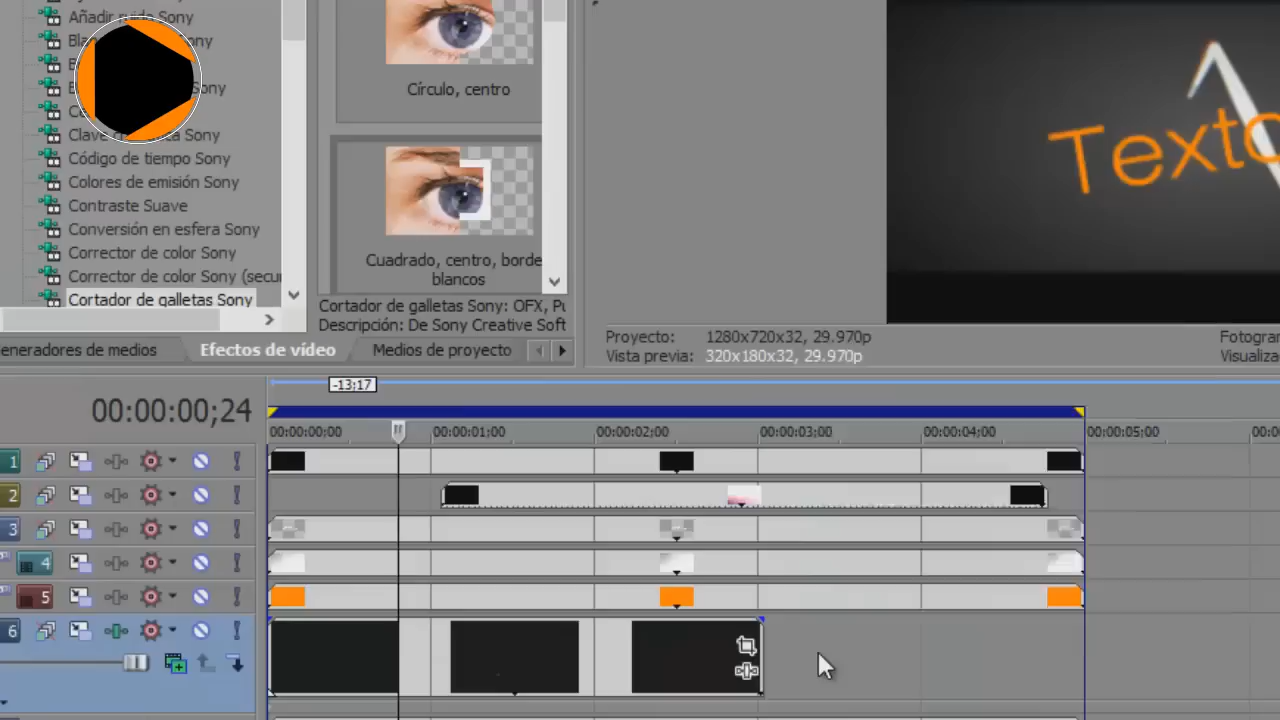 Añadir ruido Sony
Sony
Sony
Clave Sony
Código de tiempo Sony
Colores de emisión Sony
Contraste Suave
Conversión en esfera Sony
Corrector de color Sony
Corrector de color Sony (secu
Cortador de galletas Sony
Círculo, centro
Cuadrado, centro, borde
blancos
Cortador de galletas Sony: OFX, Pu
Descripción: De Sony Creative Soft
eneradores de medios
Efectos de vídeo
Medios de proyecto
Texto
Proyecto: 1280x720x32, 29.970p
Vista previa: 320x180x32, 29.970p
Fotogram
Visualiza
-13;17
00:00:00;24
00:00:00;00 00:00:01;00 00:00:02;00 00:00:03;00 00:00:04;00 00:00:05;00 00:0
1
2
3
4
5
6